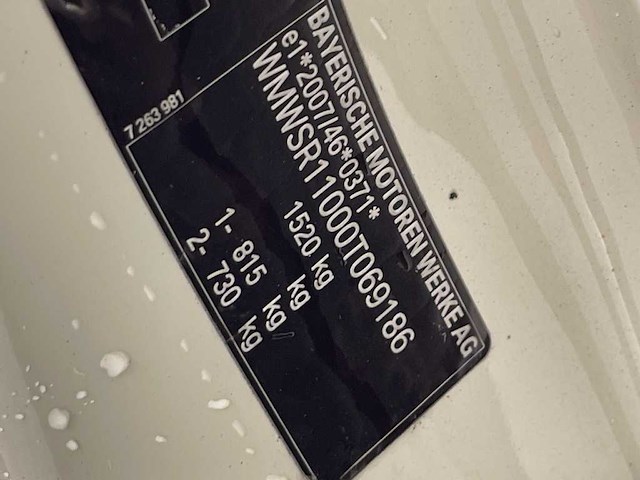 BAYERISCHE MOTOREN WERKE AG
e1*2007/46*0371*
WMWSR11000T069186
1520 kg
kg
1- 815 kg
2- 730 kg
7 263 981